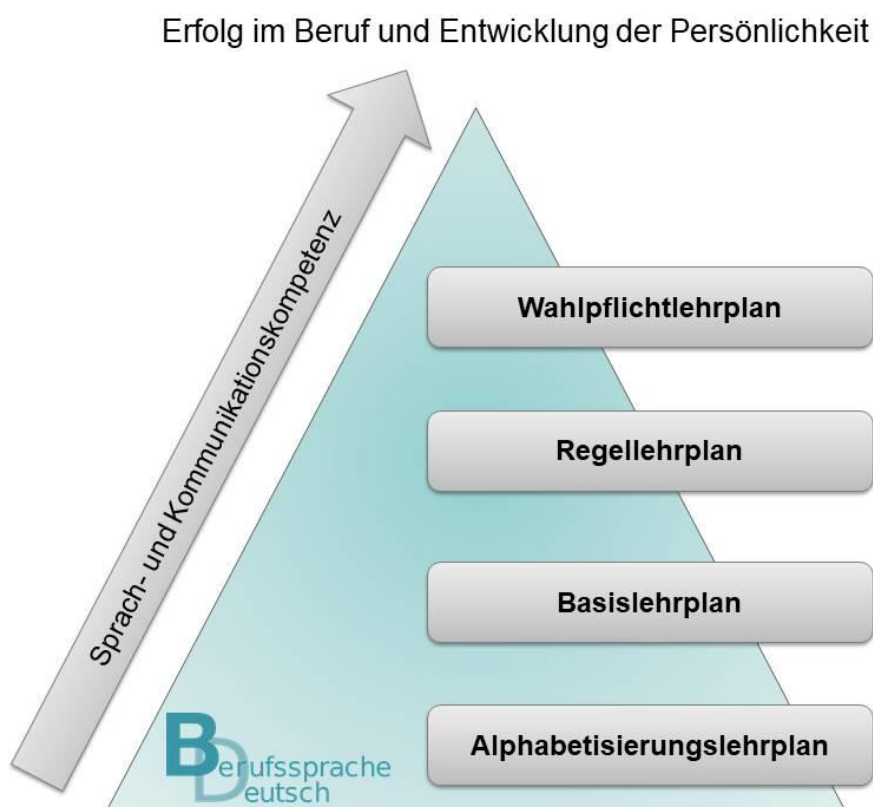 Erfolg im Beruf und Entwicklung der Persönlichkeit
Sprach- und Kommunikationskompetenz
Wahlpflichtlehrplan
Regellehrplan
Basislehrplan
Alphabetisierungslehrplan
Berufssprache
Deutsch